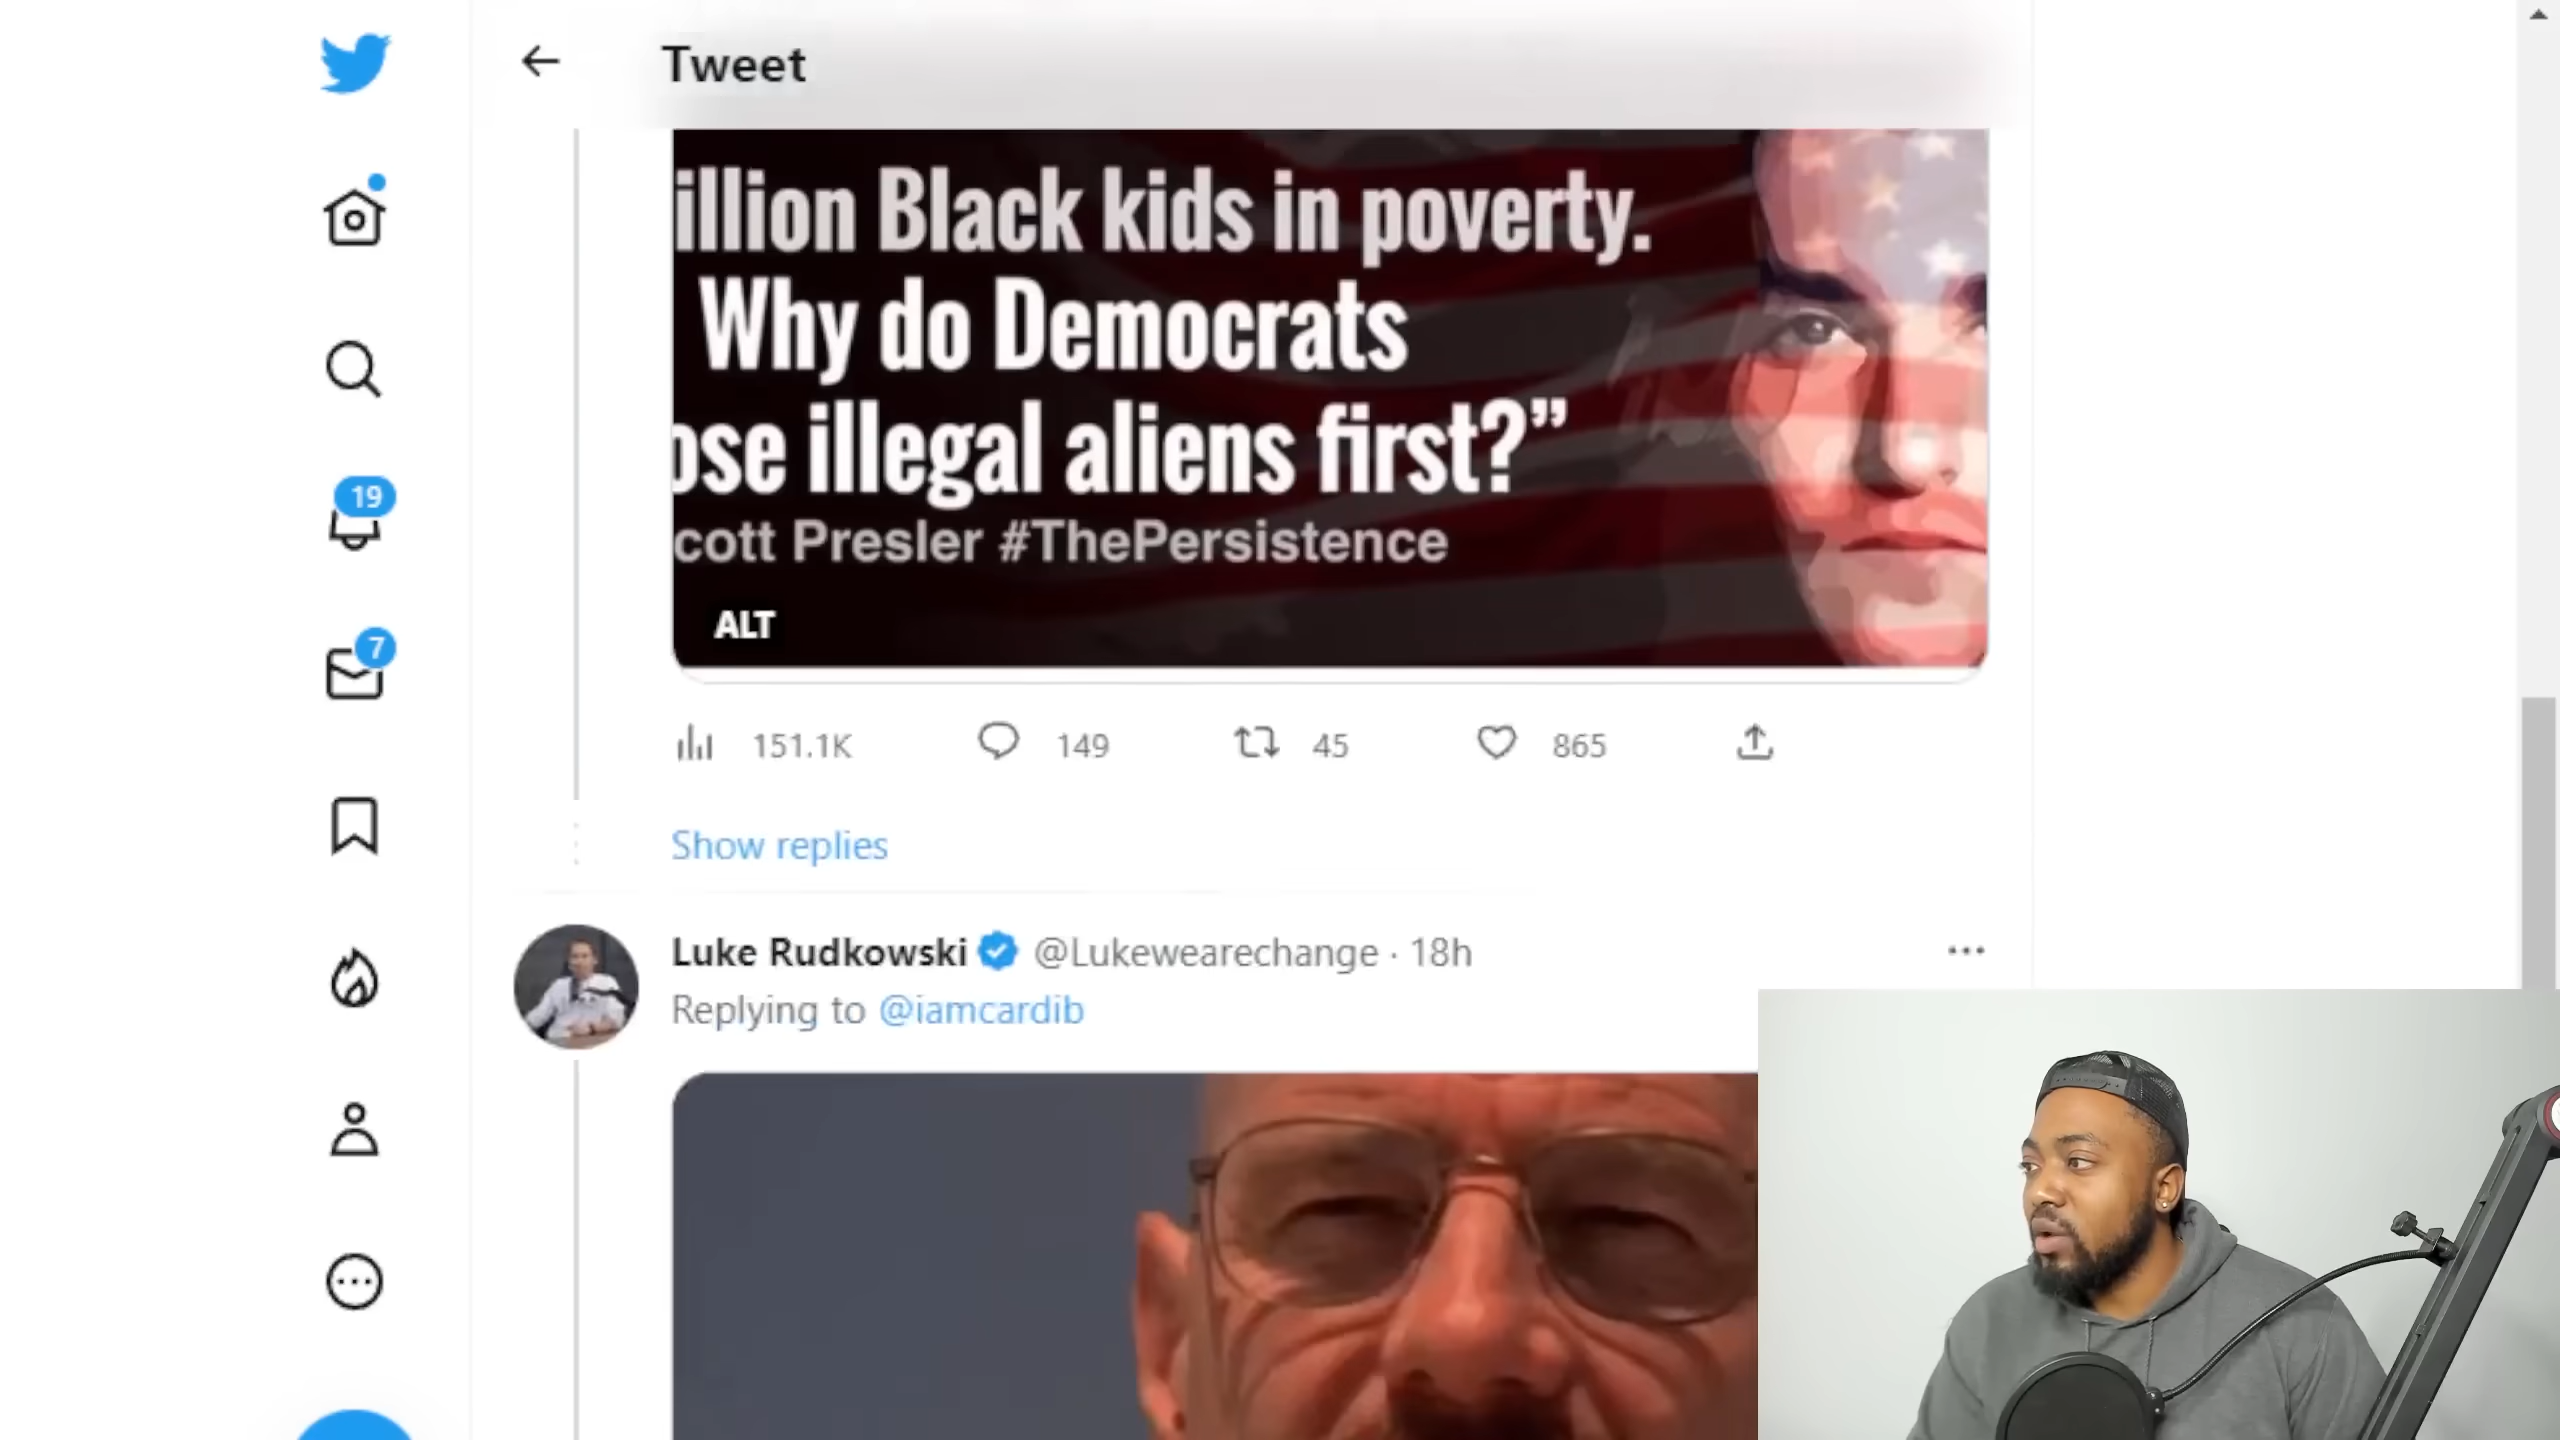 Tweet
illion Black kids in poverty.
Why do Democrats
ose illegal aliens first?”
cott Presler #ThePersistence
ALT
19
7
151.1K 149 45 865
Show replies
Luke Rudkowski @Lukewearechange · 18h
Replying to @iamcardib